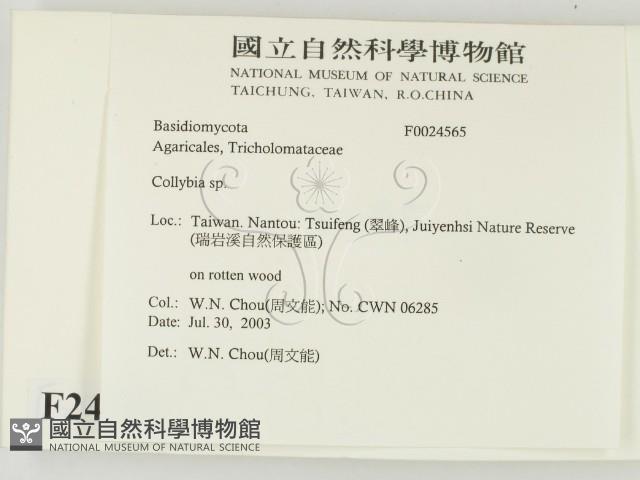 國立自然科學博物館
NATIONAL MUSEUM OF NATURAL SCIENCE
TAICHUNG, TAIWAN, R.O.CHINA
Basidiomycota F0024565
Agaricales, Tricholomataceae
Collybia sp.
Loc.: Taiwan. Nantou: Tsuifeng (翠峰), Juiyenhsi Nature Reserve
(瑞岩溪自然保護區)
on rotten wood
Col.: W.N. Chou(周文能); No. CWN 06285
Date: Jul. 30, 2003
Det.: W.N. Chou(周文能)
F24
國立自然科學博物館
NATIONAL MUSEUM OF NATURAL SCIENCE